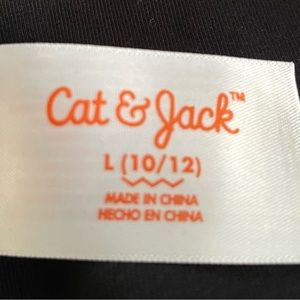 Cat & Jack™
L (10/12)
MADE IN CHINA
HECHO EN CHINA